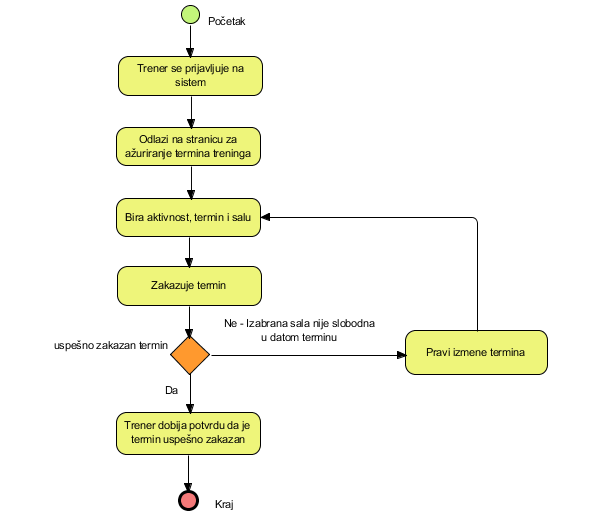 Početak
Trener se prijavljuje na
sistem
Odlazi na stranicu za
ažuriranje termina treninga
Bira aktivnost, termin i salu
Zakazuje termin
Ne - Izabrana sala nije slobodna
u datom terminu
uspešno zakazan termin
Pravi izmene termina
Da
Trener dobija potvrdu da je
termin uspešno zakazan
Kraj